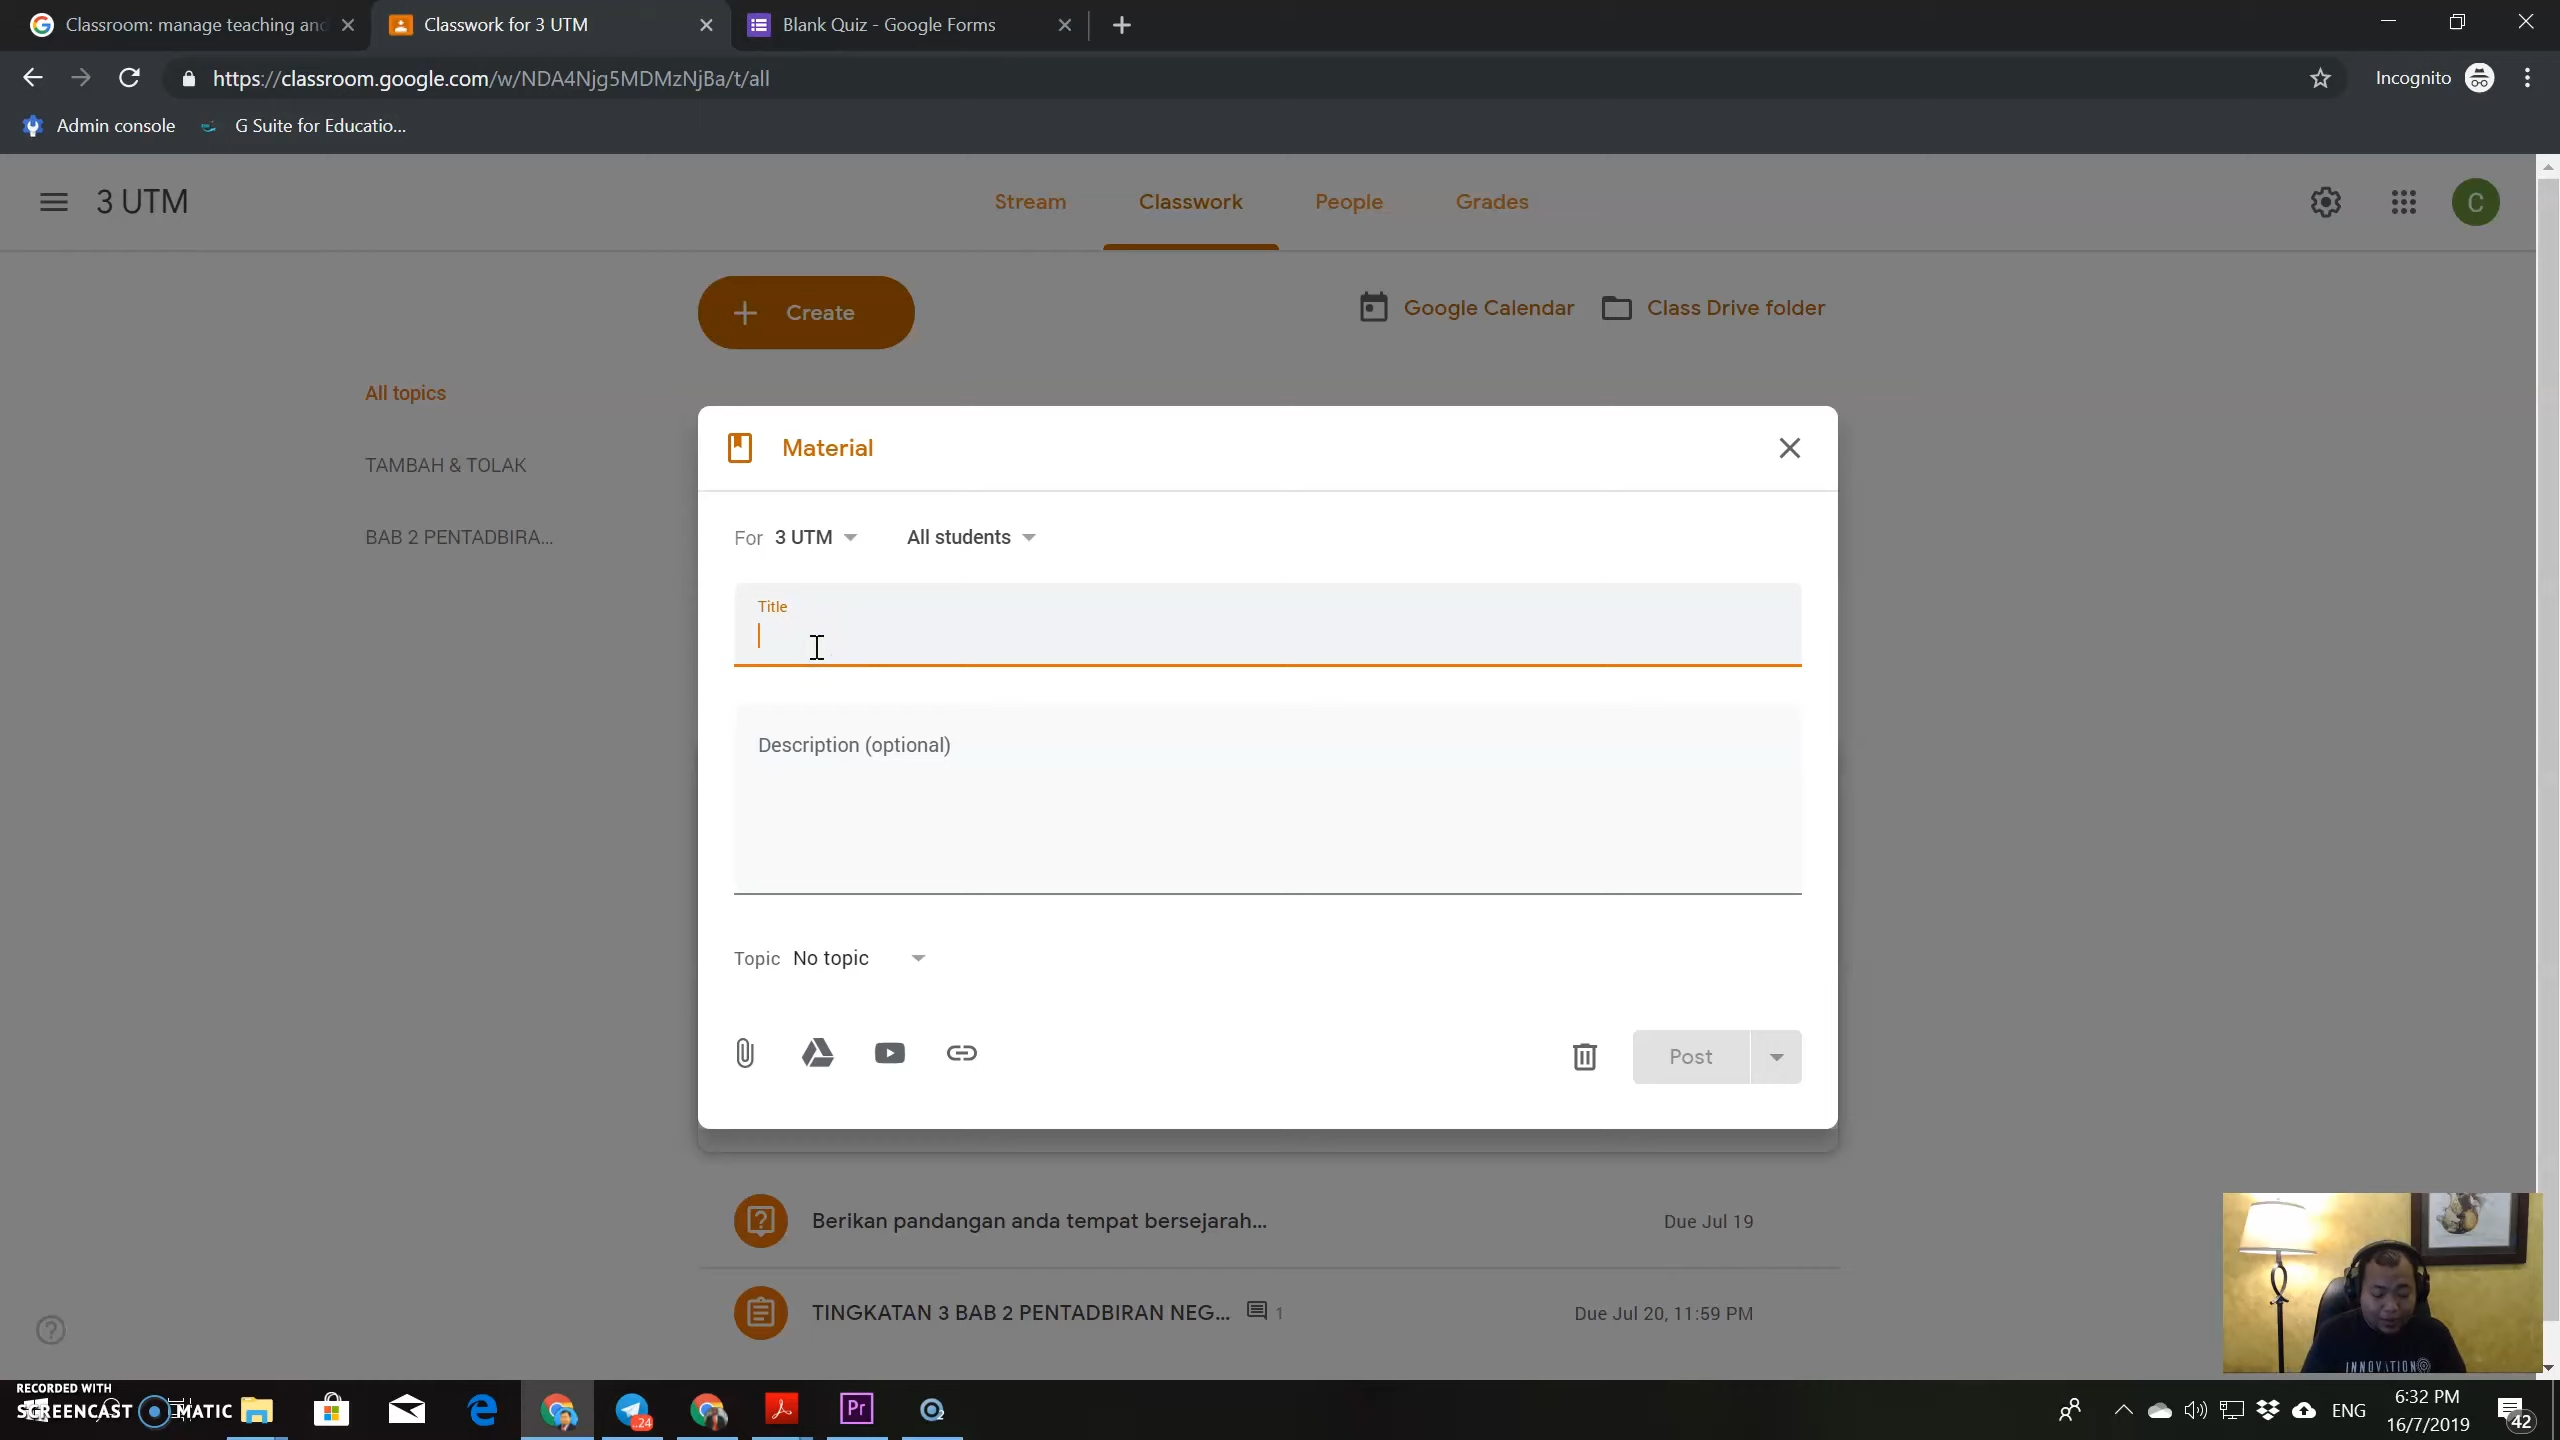 Classroom: manage teaching and
Classwork for 3 UTM
Blank Quiz - Google Forms
https://classroom.google.com/w/NDA4Njg5MDMzNjBa/t/all
Incognito
Admin console
G Suite for Educatio...
3 UTM
Stream
Classwork
People
Grades
C
Create
Google Calendar
Class Drive folder
All topics
TAMBAH & TOLAK
BAB 2 PENTADBIRA...
Material
For 3 UTM
All students
Title
Description (optional)
Topic No topic
Post
Berikan pandangan anda tempat bersejarah...
Due Jul 19
TINGKATAN 3 BAB 2 PENTADBIRAN NEG...
1
Due Jul 20, 11:59 PM
INNOVATION
RECORDED WITH
SCREENCAST MATIC
..24
Pr
ENG
6:32 PM
16/7/2019
42